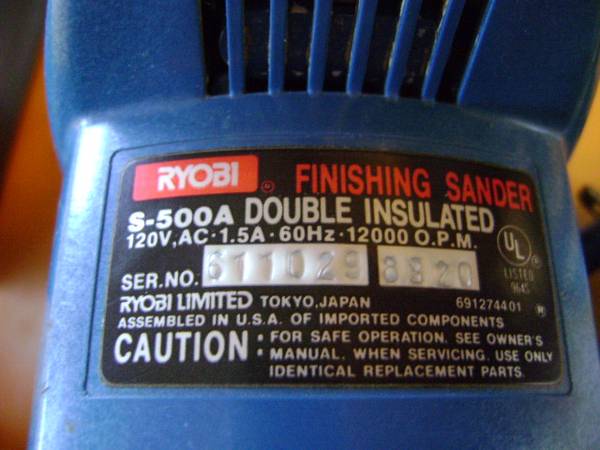 RYOBI ® FINISHING SANDER
S-500A DOUBLE INSULATED
120V,AC·1.5A·60Hz·12000 O.P.M.
UL
LISTED
964S
SER.NO. 611029 8820
RYOBI LIMITED TOKYO,JAPAN 691274401
ASSEMBLED IN U.S.A. OF IMPORTED COMPONENTS
CAUTION : FOR SAFE OPERATION. SEE OWNER'S
MANUAL. WHEN SERVICING. USE ONLY
IDENTICAL REPLACEMENT PARTS.